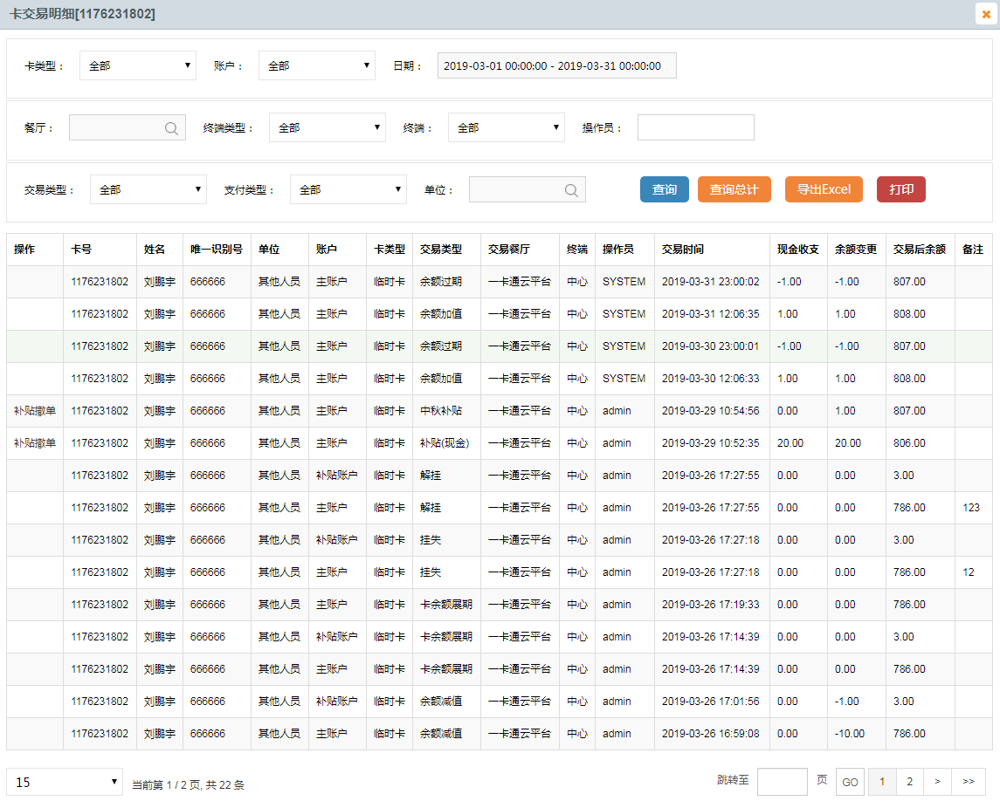 卡交易明细[1176231802]
卡类型： 全部 账户： 全部 日期： 2019-03-01 00:00:00 - 2019-03-31 00:00:00
餐厅： 终端类型： 全部 终端： 全部 操作员：
交易类型： 全部 支付类型： 全部 单位： 查询 查询总计 导出Excel 打印
操作 卡号 姓名 唯一识别号 单位 账户 卡类型 交易类型 交易餐厅 终端 操作员 交易时间 现金收支 余额变更 交易后余额 备注
1176231802 刘鹏宇 666666 其他人员 主账户 临时卡 余额过期 一卡通云平台 中心 SYSTEM 2019-03-31 23:00:02 -1.00 -1.00 807.00
1176231802 刘鹏宇 666666 其他人员 主账户 临时卡 余额加值 一卡通云平台 中心 SYSTEM 2019-03-31 12:06:35 1.00 1.00 808.00
1176231802 刘鹏宇 666666 其他人员 主账户 临时卡 余额过期 一卡通云平台 中心 SYSTEM 2019-03-30 23:00:01 -1.00 -1.00 807.00
1176231802 刘鹏宇 666666 其他人员 主账户 临时卡 余额加值 一卡通云平台 中心 SYSTEM 2019-03-30 12:06:33 1.00 1.00 808.00
补贴撤单 1176231802 刘鹏宇 666666 其他人员 主账户 临时卡 中秋补贴 一卡通云平台 中心 admin 2019-03-29 10:54:56 0.00 1.00 807.00
补贴撤单 1176231802 刘鹏宇 666666 其他人员 主账户 临时卡 补贴(现金) 一卡通云平台 中心 admin 2019-03-29 10:52:35 20.00 20.00 806.00
1176231802 刘鹏宇 666666 其他人员 补贴账户 临时卡 解挂 一卡通云平台 中心 admin 2019-03-26 17:27:55 0.00 0.00 3.00
1176231802 刘鹏宇 666666 其他人员 主账户 临时卡 解挂 一卡通云平台 中心 admin 2019-03-26 17:27:55 0.00 0.00 786.00 123
1176231802 刘鹏宇 666666 其他人员 补贴账户 临时卡 挂失 一卡通云平台 中心 admin 2019-03-26 17:27:18 0.00 0.00 3.00
1176231802 刘鹏宇 666666 其他人员 主账户 临时卡 挂失 一卡通云平台 中心 admin 2019-03-26 17:27:18 0.00 0.00 786.00 12
1176231802 刘鹏宇 666666 其他人员 主账户 临时卡 卡余额展期 一卡通云平台 中心 admin 2019-03-26 17:19:33 0.00 0.00 786.00
1176231802 刘鹏宇 666666 其他人员 补贴账户 临时卡 卡余额展期 一卡通云平台 中心 admin 2019-03-26 17:14:39 0.00 0.00 3.00
1176231802 刘鹏宇 666666 其他人员 主账户 临时卡 卡余额展期 一卡通云平台 中心 admin 2019-03-26 17:14:39 0.00 0.00 786.00
1176231802 刘鹏宇 666666 其他人员 补贴账户 临时卡 余额减值 一卡通云平台 中心 admin 2019-03-26 17:01:56 0.00 -1.00 3.00
1176231802 刘鹏宇 666666 其他人员 主账户 临时卡 余额减值 一卡通云平台 中心 admin 2019-03-26 16:59:08 0.00 -10.00 786.00
15 当前第 1 / 2 页, 共 22 条 跳转至 页 GO 1 2 > >>